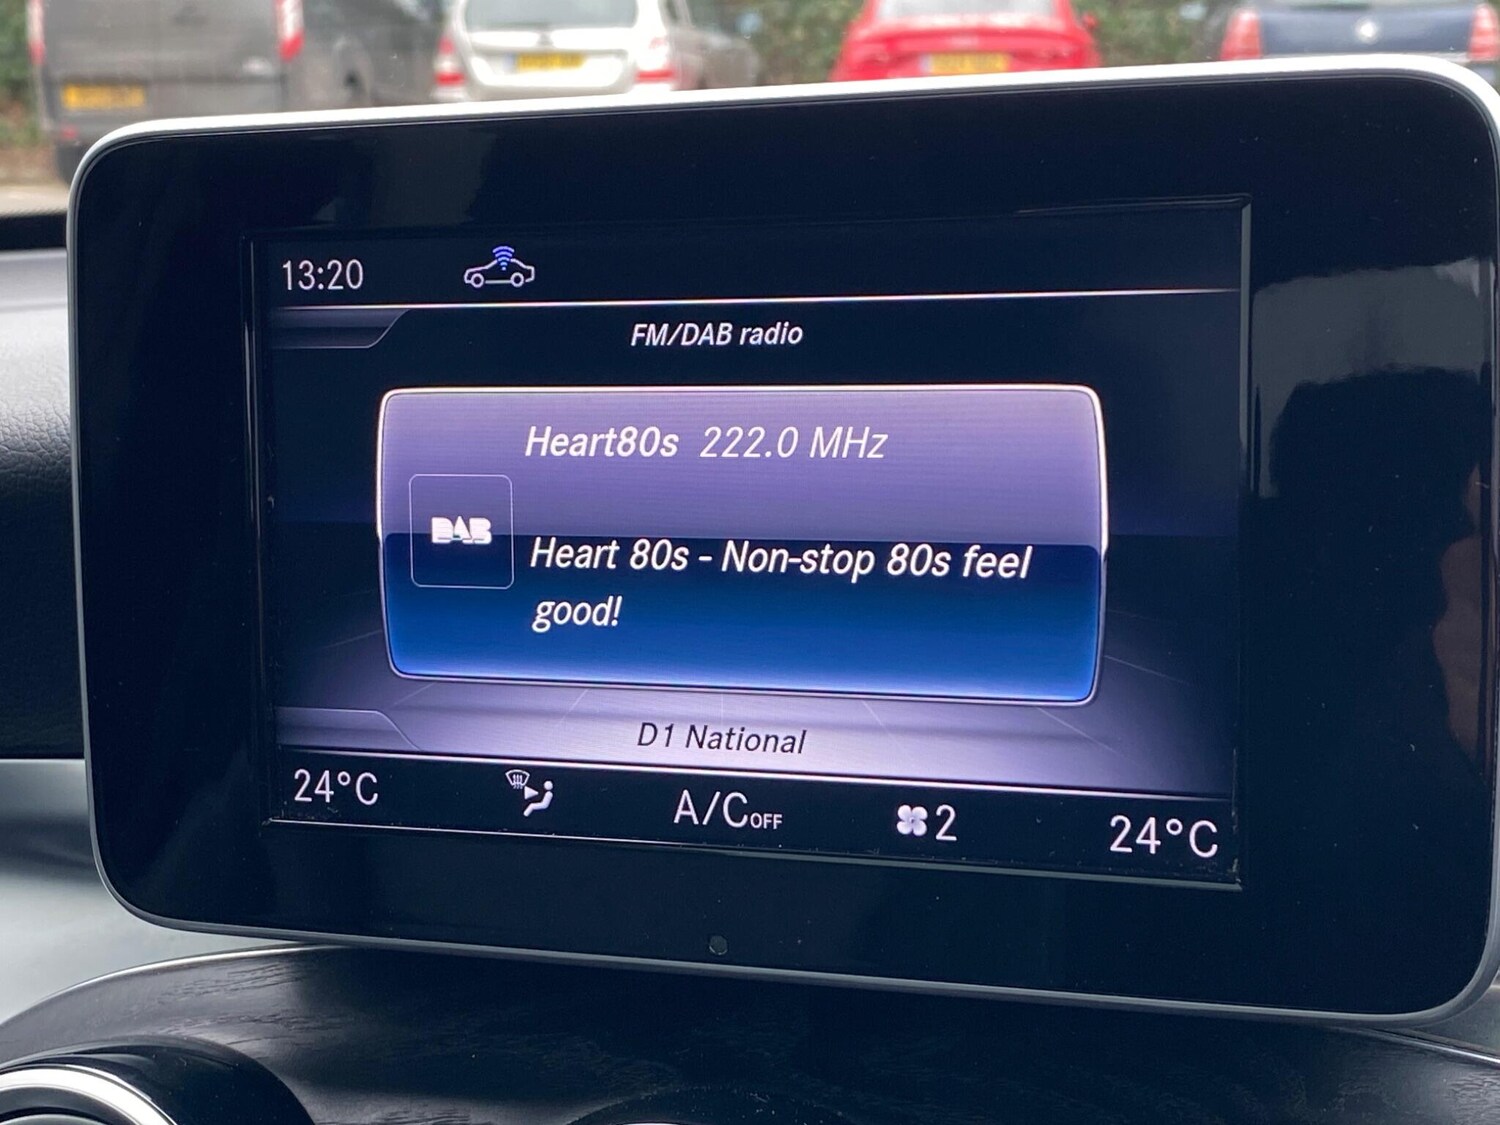 13:20
FM/DAB radio
Heart80s 222.0 MHz
DAB
Heart 80s - Non-stop 80s feel
good!
D1 National
24°C A/COFF 2 24°C